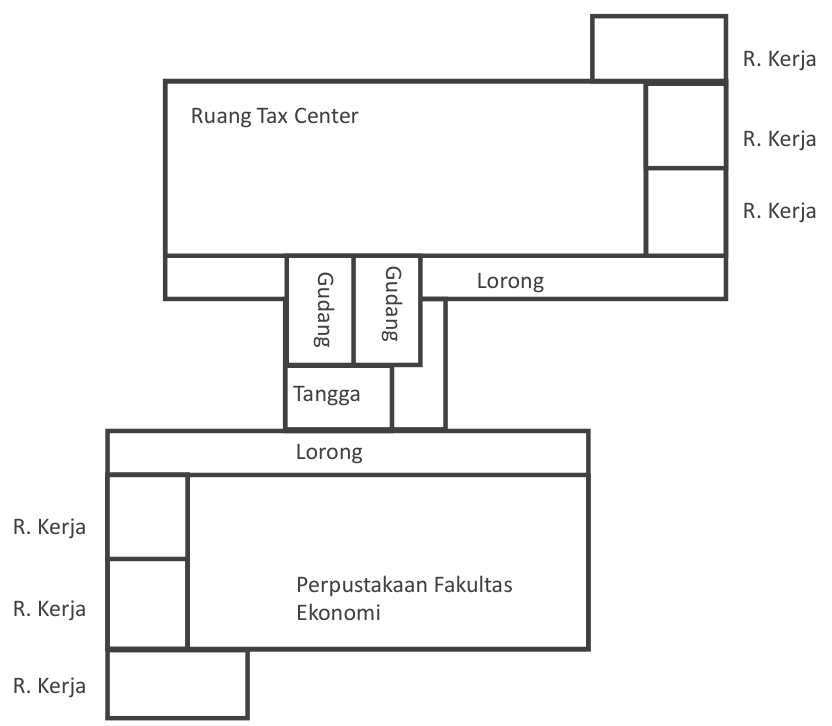 R. Kerja
Ruang Tax Center
R. Kerja
R. Kerja
Lorong
Gudang
Gudang
Tangga
Lorong
R. Kerja
Perpustakaan Fakultas
Ekonomi
R. Kerja
R. Kerja